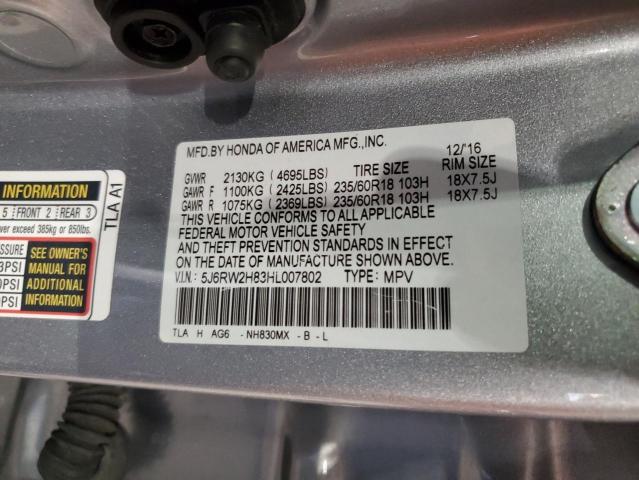 MFD.BY HONDA OF AMERICA MFG.,INC. 12/'16
TIRE SIZE RIM SIZE
GVWR 2130KG ( 4695LBS)
GAWR F 1100KG ( 2425LBS) 235/60R18 103H 18X7.5J
GAWR R 1075KG ( 2369LBS) 235/60R18 103H 18X7.5J
THIS VEHICLE CONFORMS TO ALL APPLICABLE
FEDERAL MOTOR VEHICLE SAFETY
AND THEFT PREVENTION STANDARDS IN EFFECT
ON THE DATE OF MANUFACTURE SHOWN ABOVE.
V.I.N.: 5J6RW2H83HL007802 TYPE: MPV
TLA H AG6 - NH830MX - B - L
INFORMATION
5 FRONT 2 REAR 3
exceed 385kg or 850lbs.
TLA A1
SEE OWNER'S
MANUAL FOR
ADDITIONAL
INFORMATION
PSI
PSI
PSI